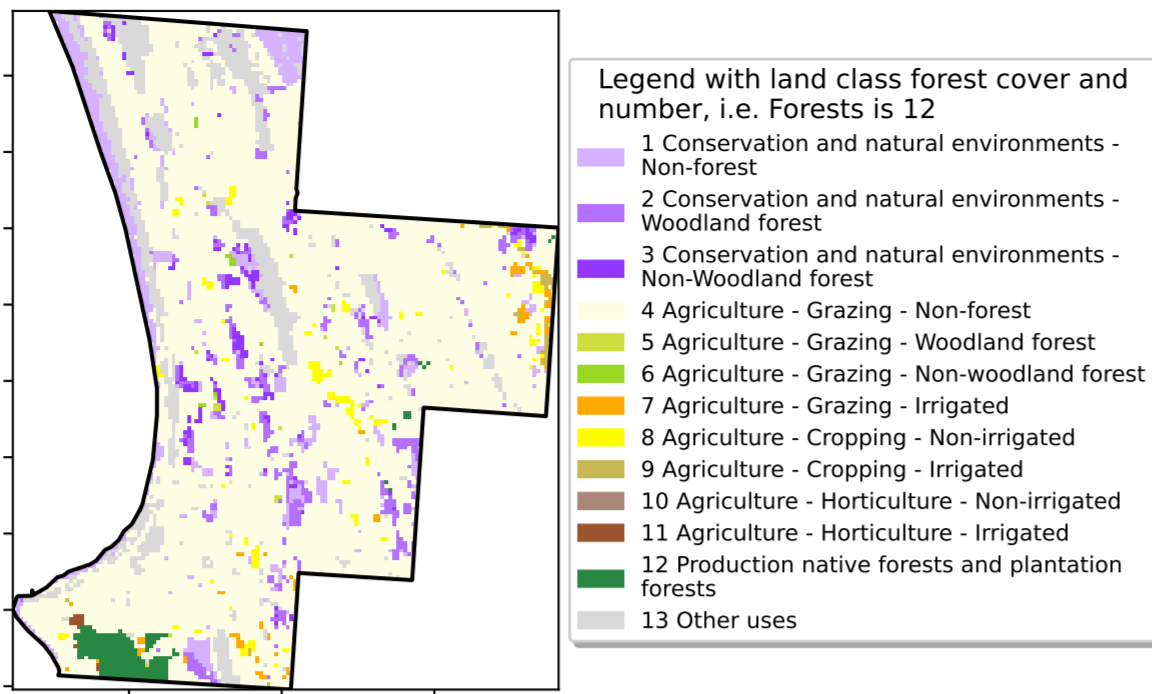 Legend with land class forest cover and
number, i.e. Forests is 12
1 Conservation and natural environments -
Non-forest
2 Conservation and natural environments -
Woodland forest
3 Conservation and natural environments -
Non-Woodland forest
4 Agriculture - Grazing - Non-forest
5 Agriculture - Grazing - Woodland forest
6 Agriculture - Grazing - Non-woodland forest
7 Agriculture - Grazing - Irrigated
8 Agriculture - Cropping - Non-irrigated
9 Agriculture - Cropping - Irrigated
10 Agriculture - Horticulture - Non-irrigated
11 Agriculture - Horticulture - Irrigated
12 Production native forests and plantation
forests
13 Other uses